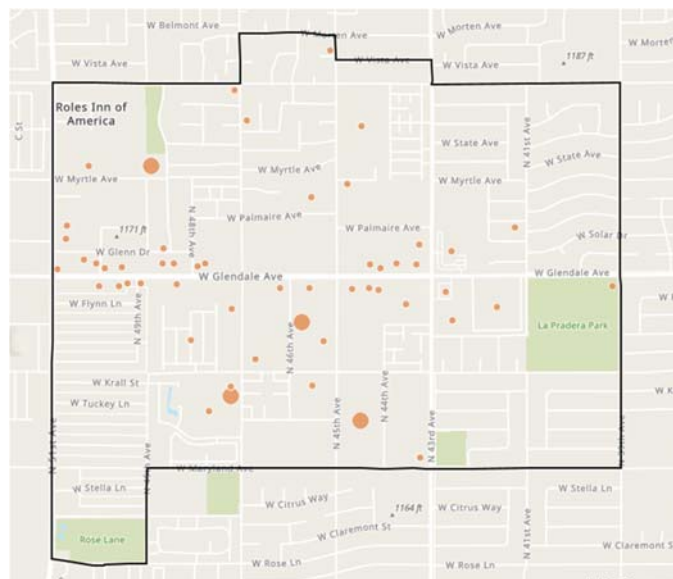 W Belmont Ave
W Morten Ave
W Morten Ave
W Vista Ave
W Vista Ave
W Vista Ave
1187 ft
W Morten
Roles Inn of
America
C St
W State Ave
N 41st Ave
W State Ave
W Myrtle Ave
W Myrtle Ave
W Myrtle Ave
N 48th Ave
W Palmaire Ave
W Palmaire Ave
1171 ft
W Solar Dr
W Glenn Dr
W Glendale Ave
W Glendale Ave
W Flynn Ln
N 49th Ave
N 46th Ave
La Pradera Park
W Krall St
N 44th Ave
W Tuckey Ln
N 45th Ave
N 43rd Ave
N 51st Ave
W Maryland Ave
W Stella Ln
W Stella Ln
W Citrus Way
W Citrus Way
1164 ft
W Claremont St
N 41st Ave
W Claremont S
Rose Lane
W Rose Ln
W Rose Ln